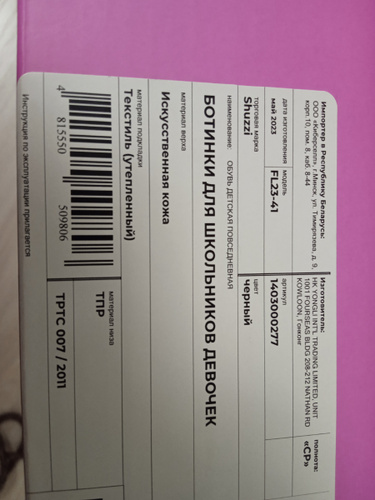 Импортер в Республику Беларусь:
ООО «Киберселл», г.Минск, ул. Тимирязева, д. 9,
корп.10, пом. 8, каб. 8-44
Изготовитель:
HK YONGLI INT'L TRADING LIMITED, UNIT
1901 FOURSEAS BLDG 208-212 NATHAN RD
KOWLOON, Гонконг
полнота:
«СР»
дата изготовления
май 2023
модель
FL23-41
артикул
1403000277
торговая марка
Shuzzi
цвет
черный
наименование: ОБУВЬ ДЕТСКАЯ ПОВСЕДНЕВНАЯ
БОТИНКИ ДЛЯ ШКОЛЬНИКОВ ДЕВОЧЕК
материал верха
Искусственная кожа
материал подкладки
Текстиль (утепленный)
материал низа
ТПР
4 815550 509806
ТРТС 007 / 2011
Инструкция по эксплуатации прилагается